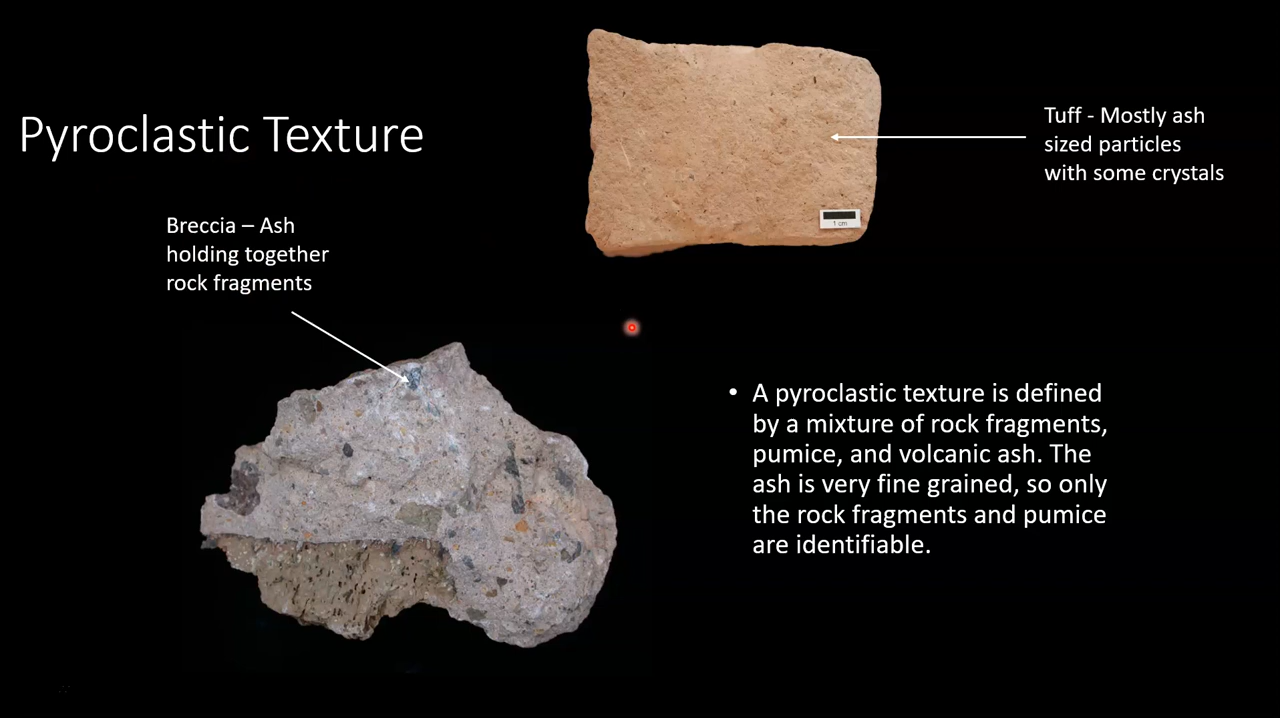 Pyroclastic Texture
Tuff - Mostly ash
sized particles
with some crystals
1 cm
Breccia – Ash
holding together
rock fragments
• A pyroclastic texture is defined
by a mixture of rock fragments,
pumice, and volcanic ash. The
ash is very fine grained, so only
the rock fragments and pumice
are identifiable.